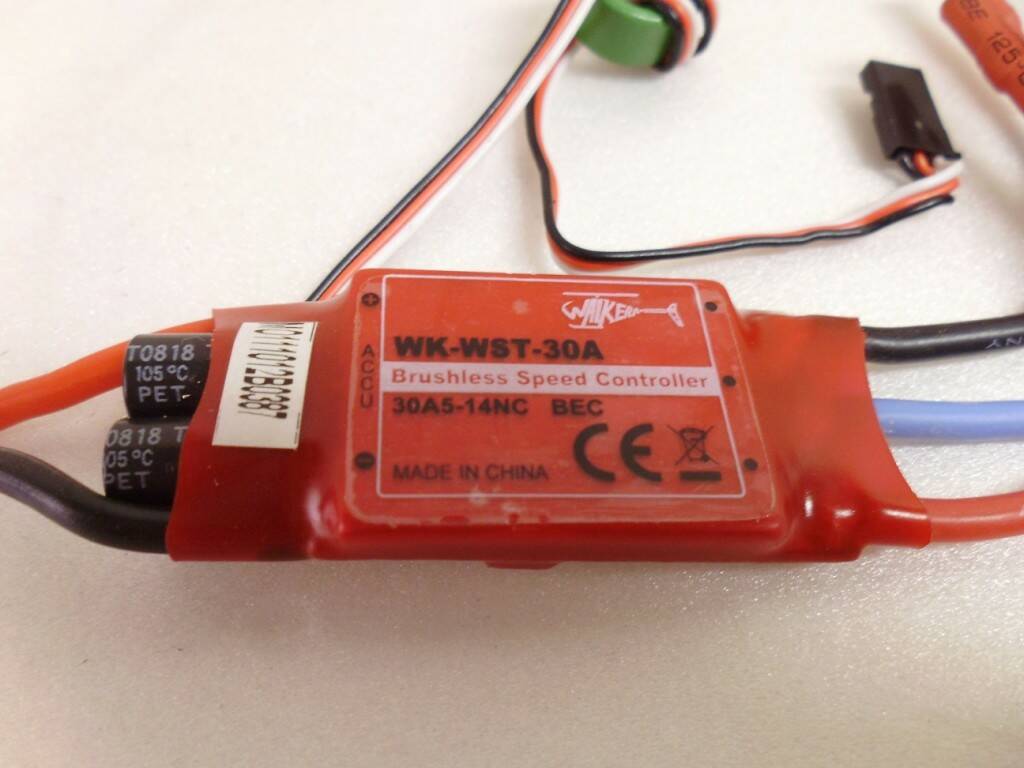 WALKERA
+
ACCU
WK-WST-30A
Brushless Speed Controller
30A5-14NC BEC
CE
MADE IN CHINA
T0818
105°C
PET
0818 T
05°C
PET
125°C